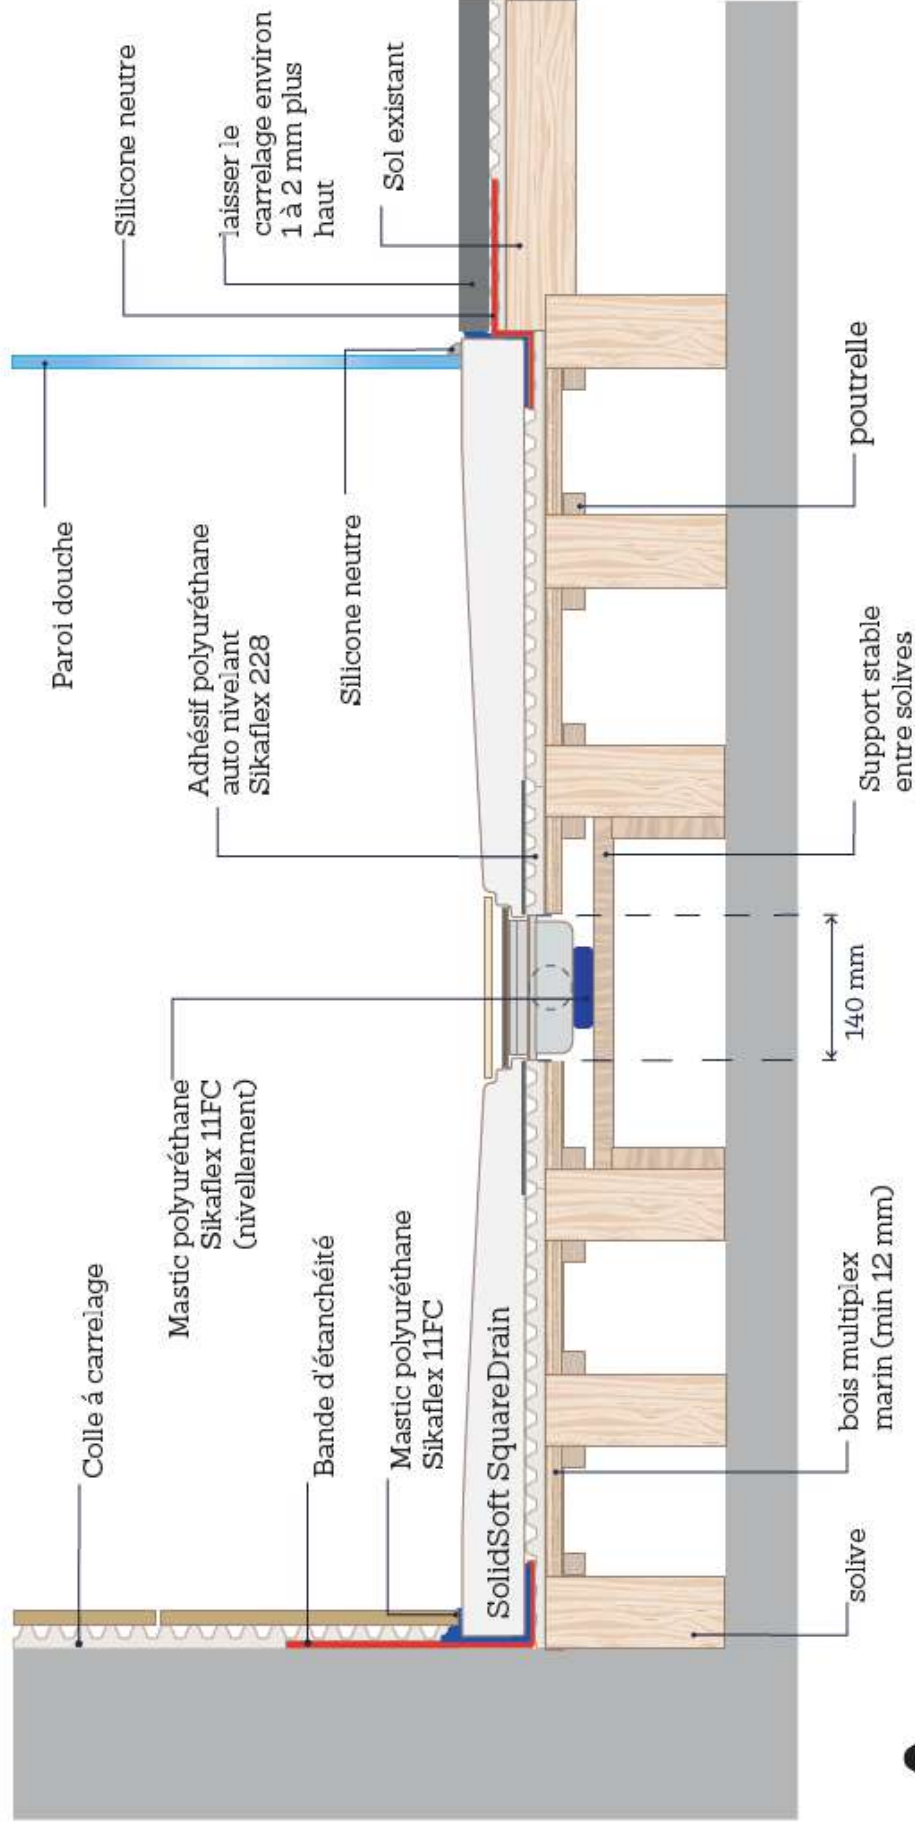 Colle á carrelage
Bande d'étanchéité
Mastic polyuréthane
Sikaflex 11FC
Mastic polyuréthane
Sikaflex 11FC
(nivellement)
Adhésif polyuréthane
auto nivelant
Sikaflex 228
Paroi douche
Silicone neutre
Silicone neutre
laisser le
carrelage environ
1 à 2 mm plus
haut
Sol existant
SolidSoft SquareDrain
solive
bois multiplex
marin (min 12 mm)
140 mm
Support stable
entre solives
poutrelle